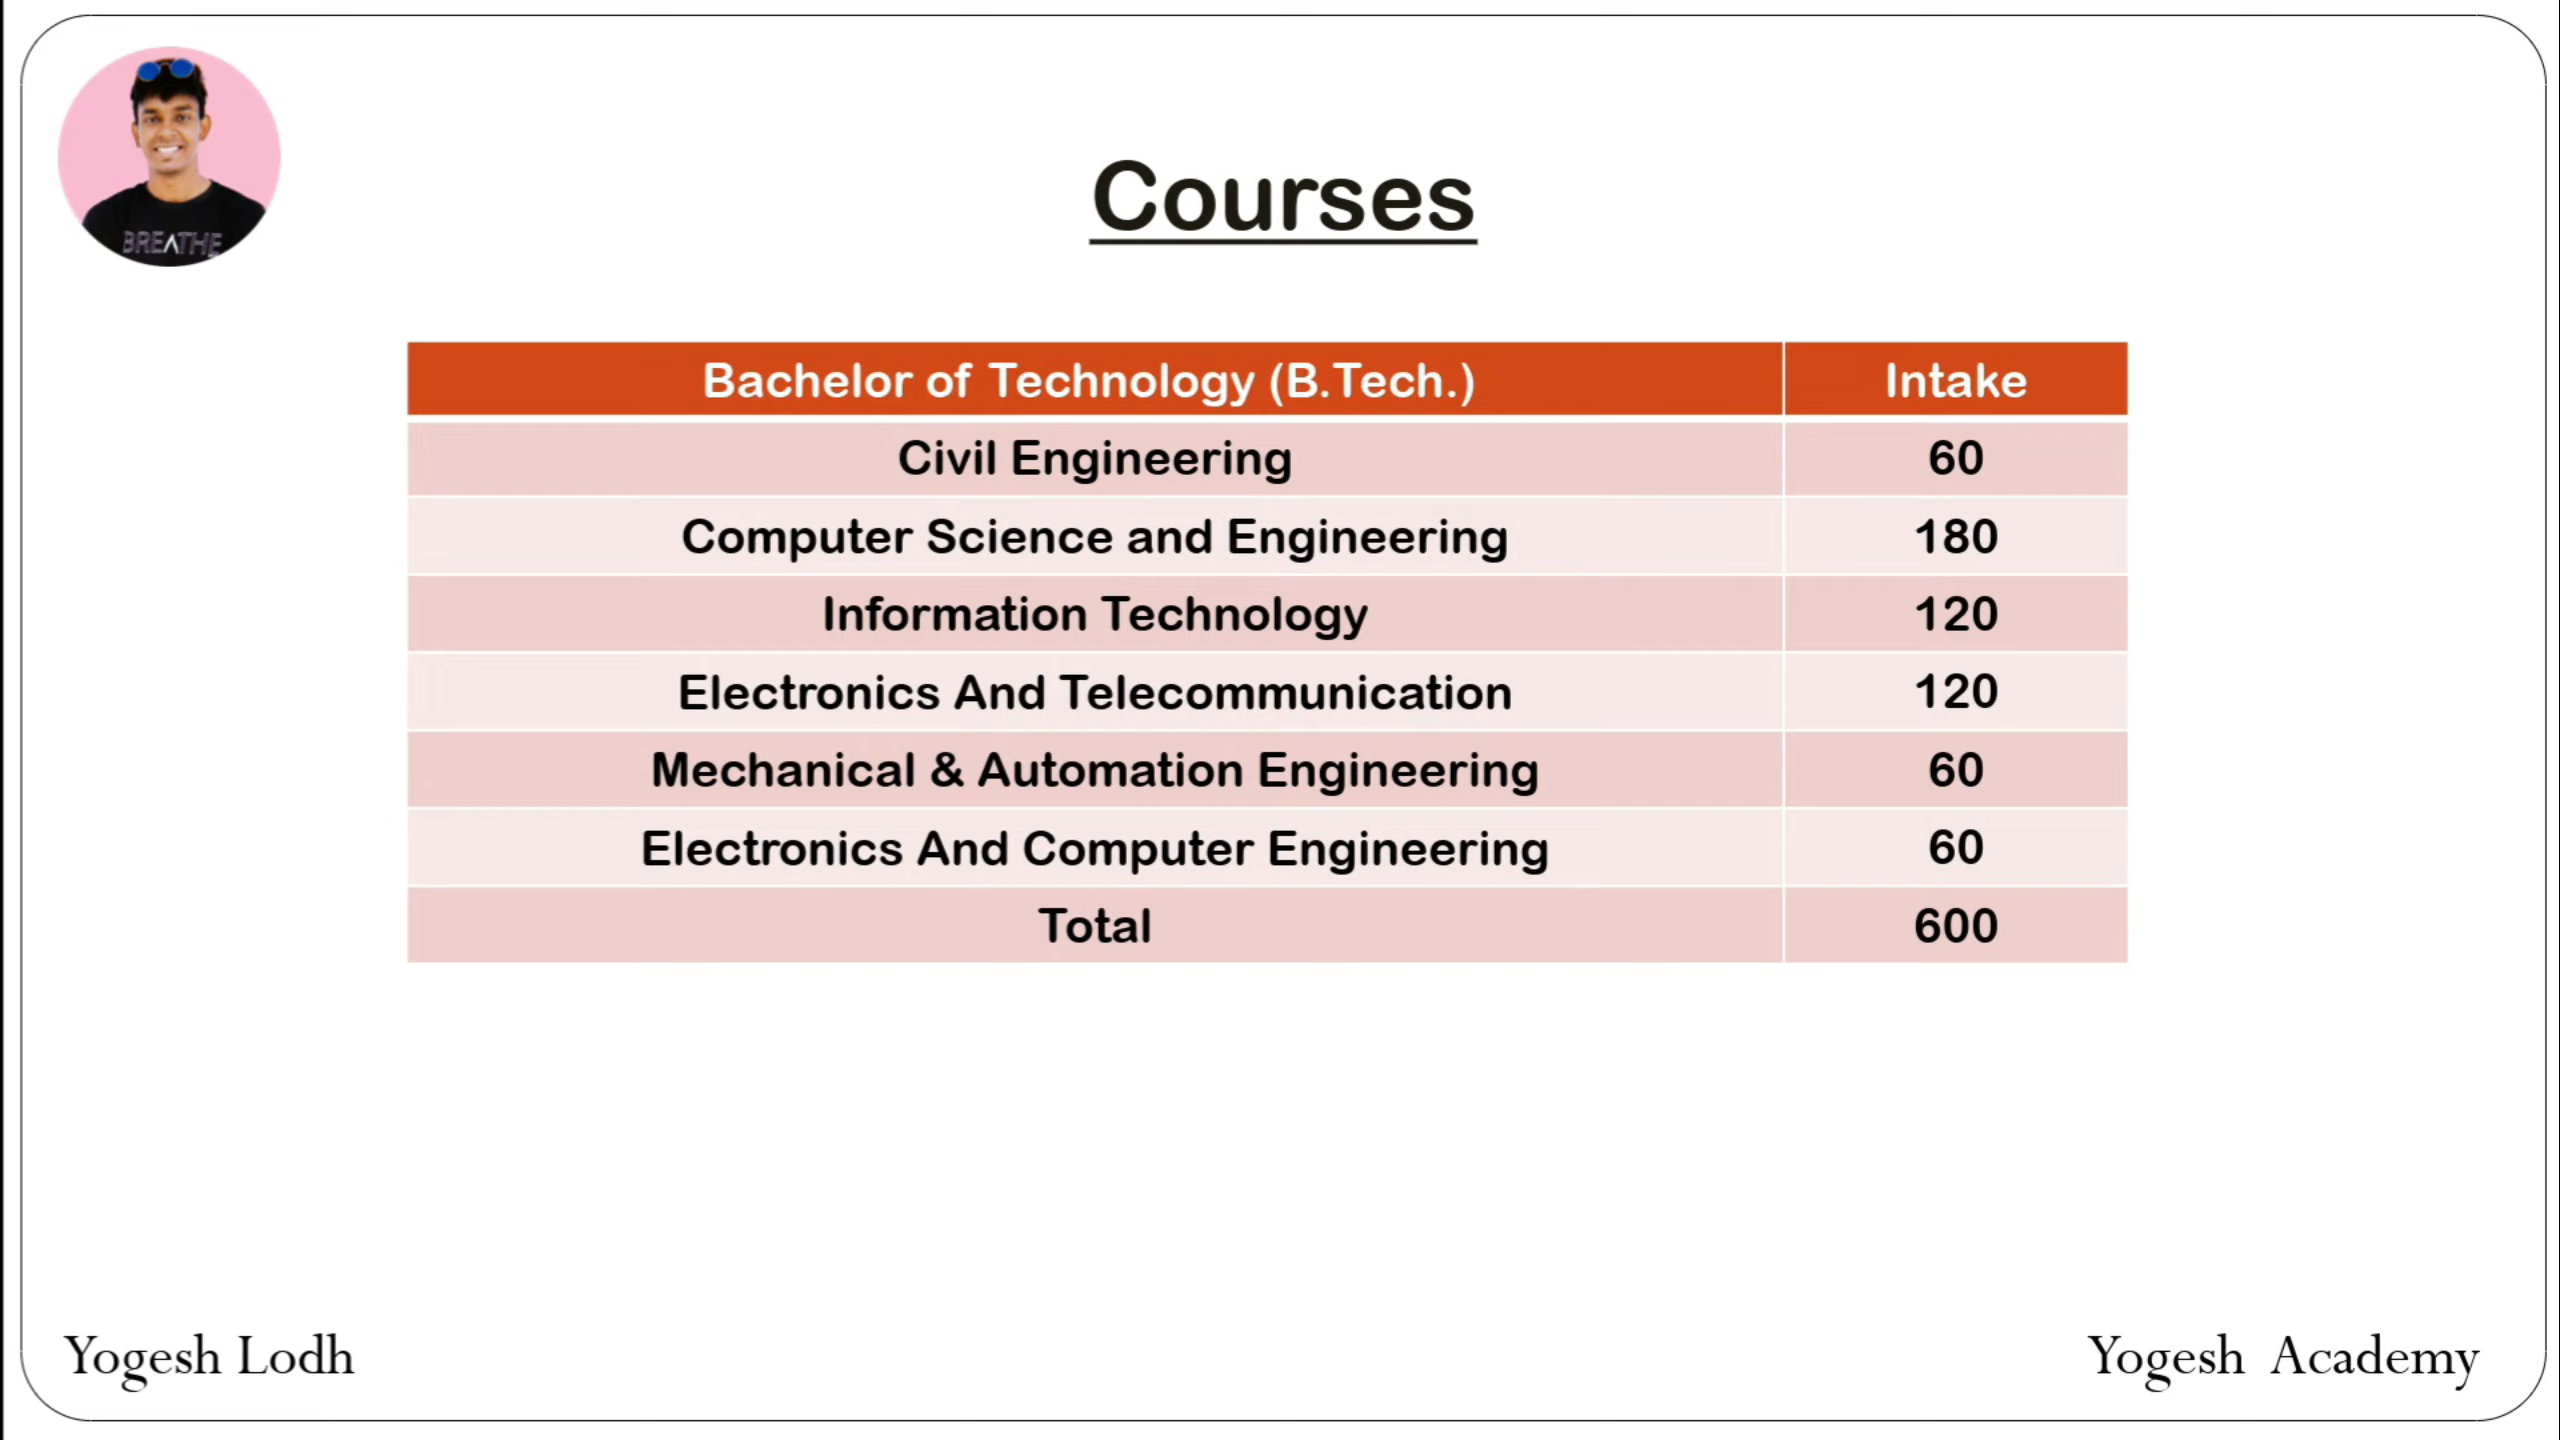 BREATHE
Courses
Bachelor of Technology (B.Tech.) Intake
Civil Engineering 60
Computer Science and Engineering 180
Information Technology 120
Electronics And Telecommunication 120
Mechanical & Automation Engineering 60
Electronics And Computer Engineering 60
Total 600
Yogesh Lodh
Yogesh Academy